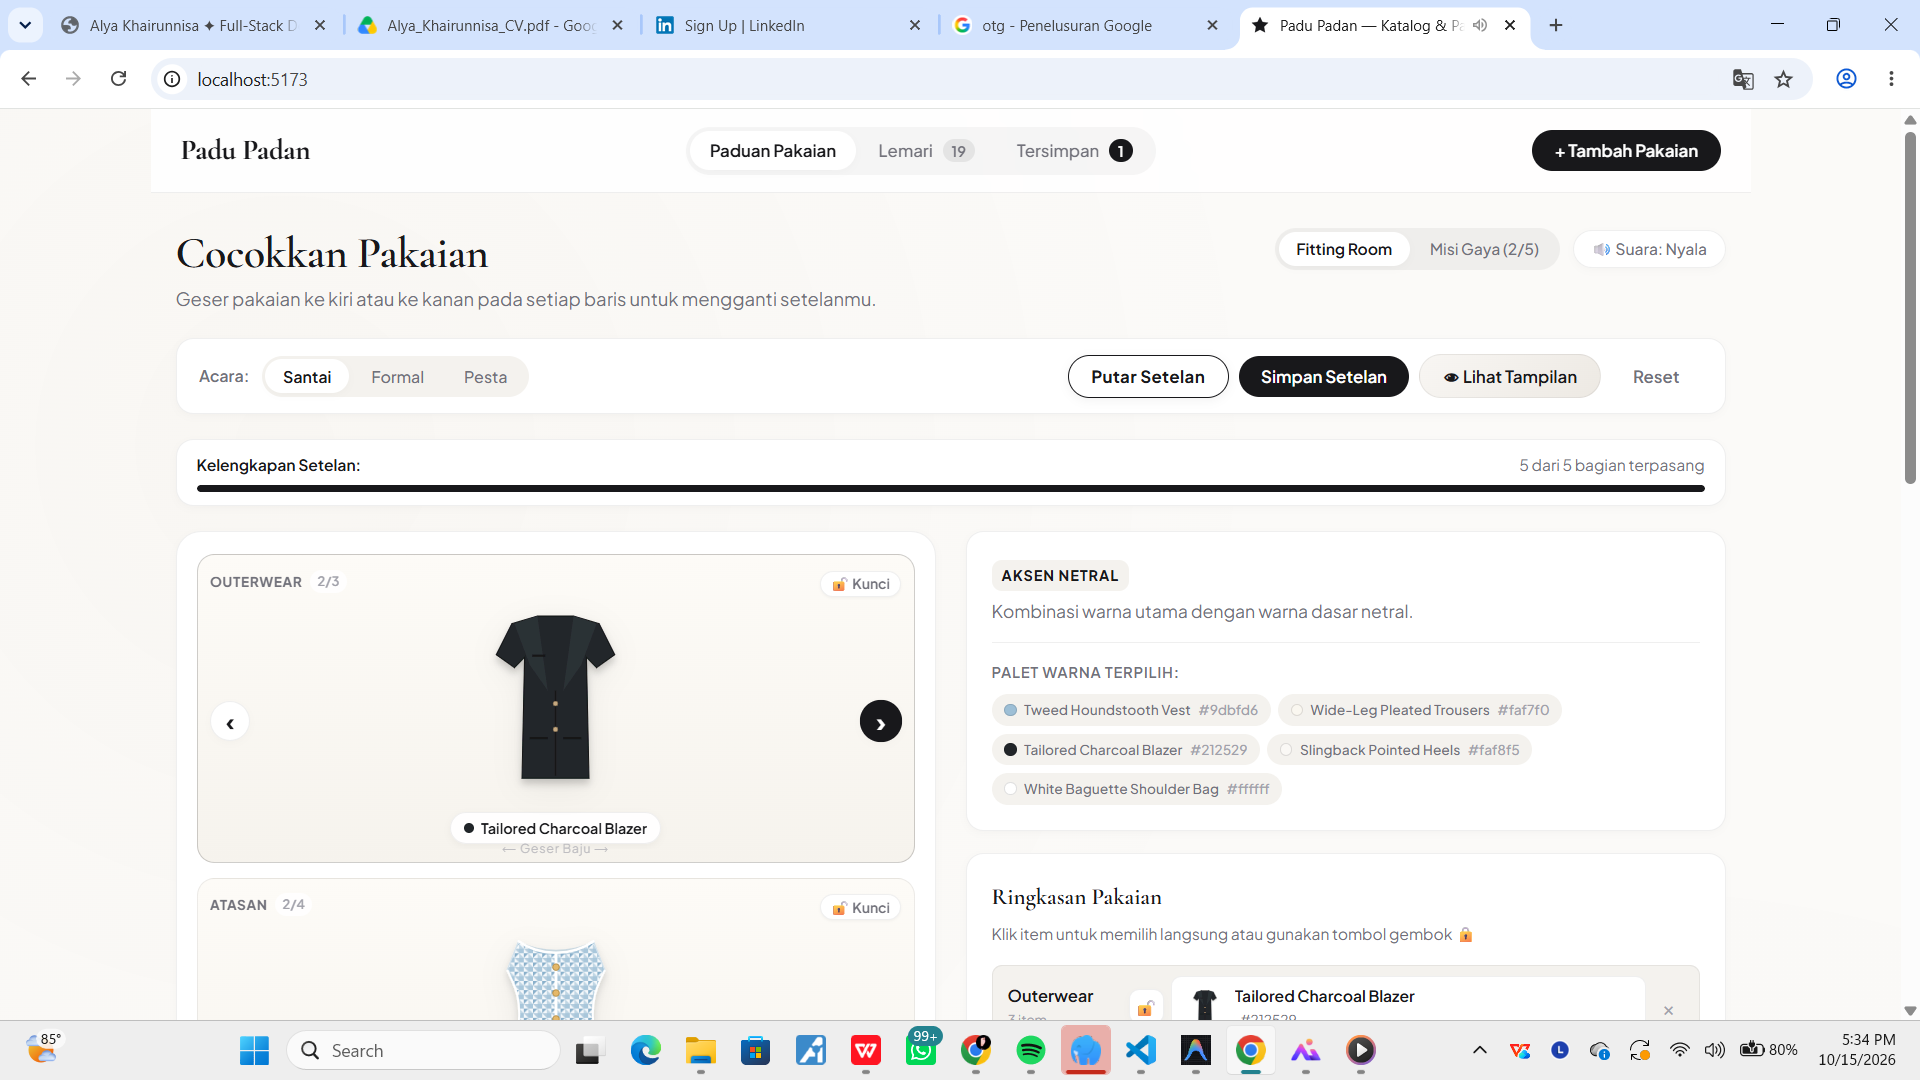 Alya Khairunnisa ✦ Full-Stack D
Alya_Khairunnisa_CV.pdf - Goog
Sign Up | LinkedIn
otg - Penelusuran Google
Padu Padan — Katalog & Pa
localhost:5173
Padu Padan
Paduan Pakaian
Lemari 19
Tersimpan 1
+ Tambah Pakaian
Cocokkan Pakaian
Fitting Room
Misi Gaya (2/5)
Suara: Nyala
Geser pakaian ke kiri atau ke kanan pada setiap baris untuk mengganti setelanmu.
Acara:
Santai
Formal
Pesta
Putar Setelan
Simpan Setelan
Lihat Tampilan
Reset
Kelengkapan Setelan:
5 dari 5 bagian terpasang
OUTERWEAR 2/3
Kunci
‹
›
Tailored Charcoal Blazer
← Geser Baju →
ATASAN 2/4
Kunci
AKSEN NETRAL
Kombinasi warna utama dengan warna dasar netral.
PALET WARNA TERPILIH:
Tweed Houndstooth Vest #9dbfd6
Wide-Leg Pleated Trousers #faf7f0
Tailored Charcoal Blazer #212529
Slingback Pointed Heels #faf8f5
White Baguette Shoulder Bag #ffffff
Ringkasan Pakaian
Klik item untuk memilih langsung atau gunakan tombol gembok 🔒
Outerwear
3 item
Tailored Charcoal Blazer
#212529
×
85°
Search
99+
80%
5:34 PM
10/15/2026